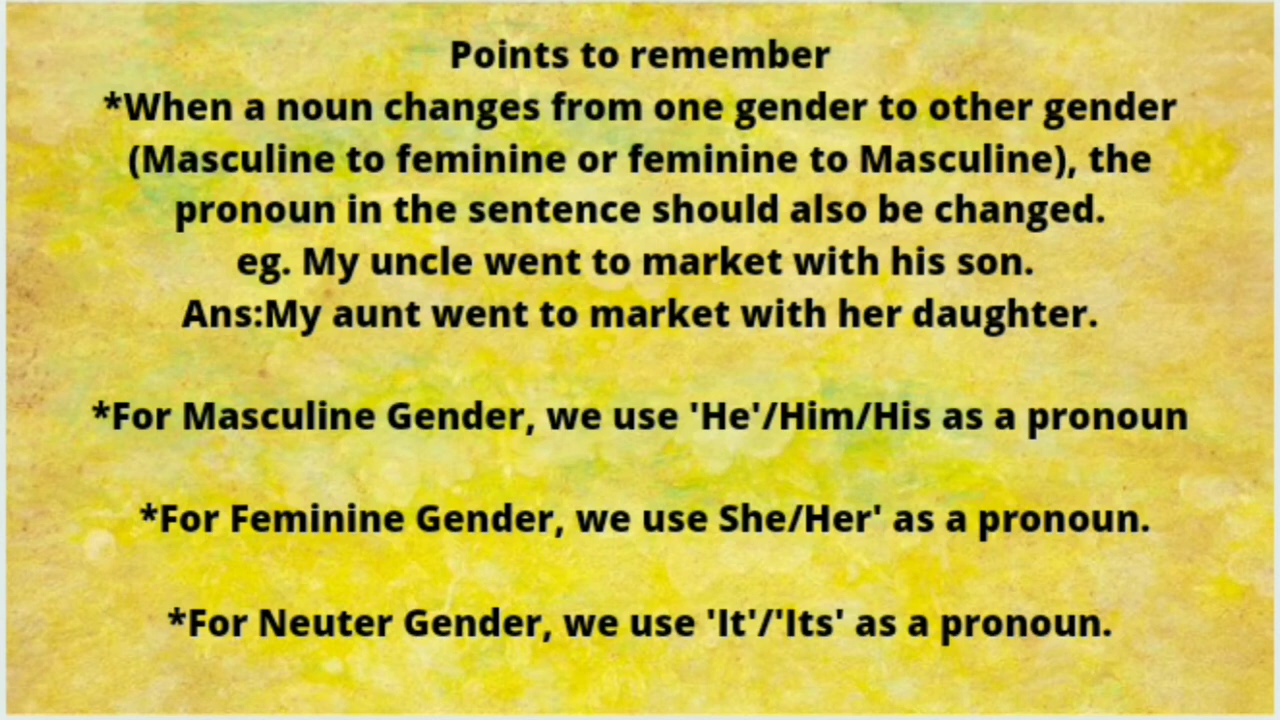 Points to remember
*When a noun changes from one gender to other gender
(Masculine to feminine or feminine to Masculine), the
pronoun in the sentence should also be changed.
eg. My uncle went to market with his son.
Ans:My aunt went to market with her daughter.
*For Masculine Gender, we use 'He'/Him/His as a pronoun
*For Feminine Gender, we use She/Her' as a pronoun.
*For Neuter Gender, we use 'It'/'Its' as a pronoun.